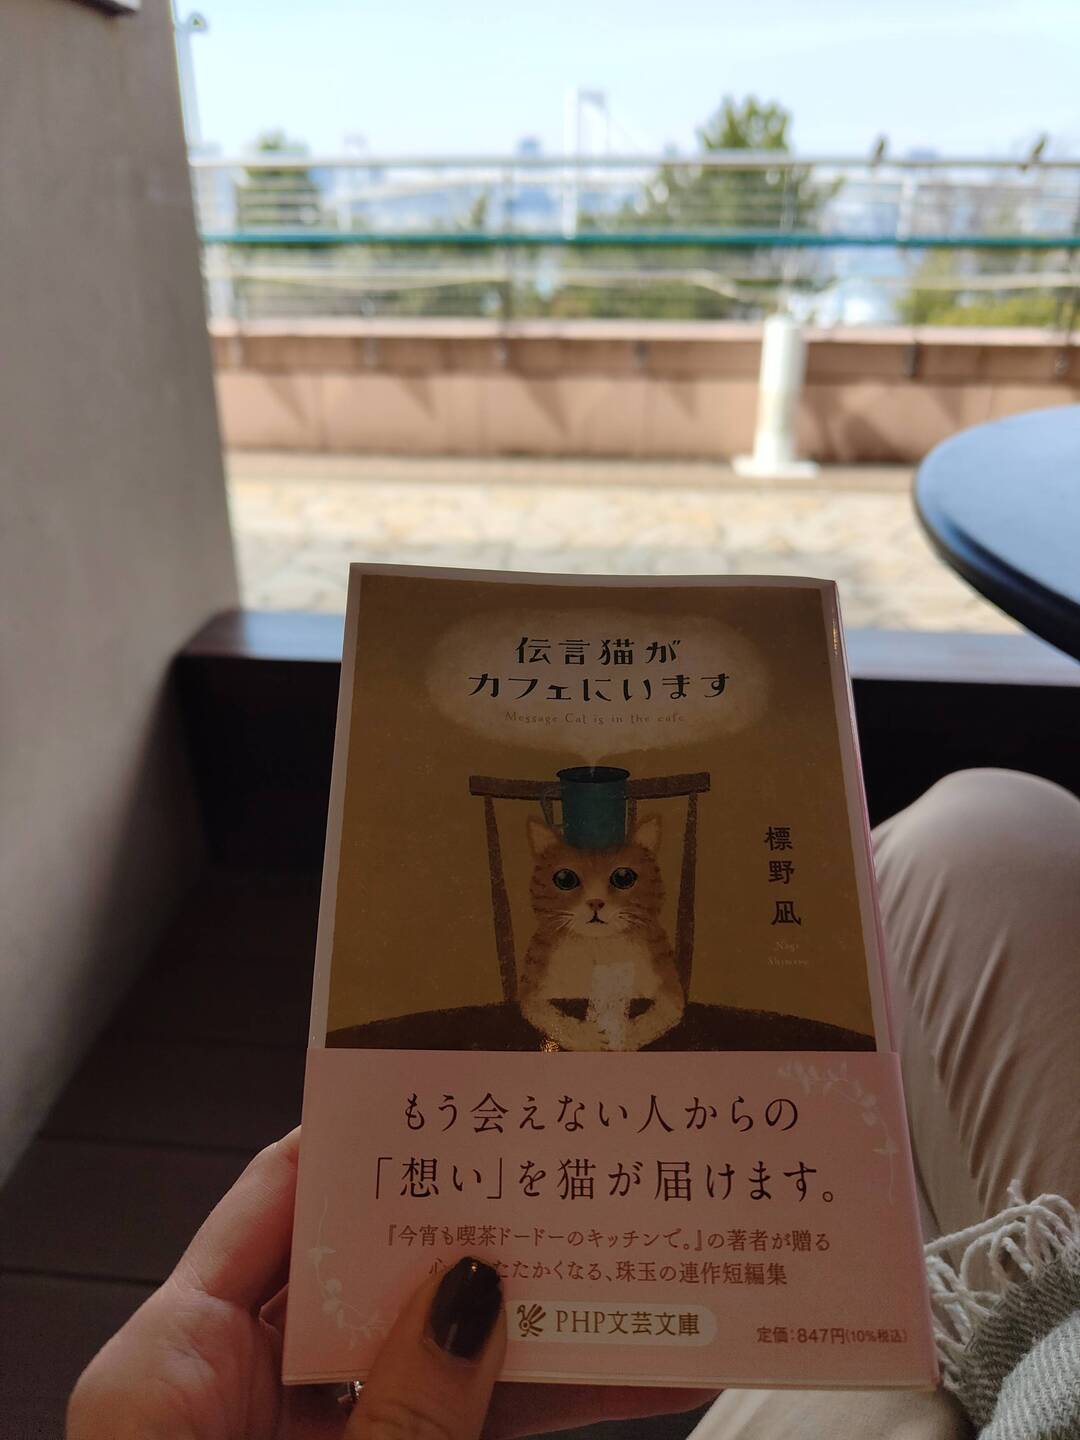 伝言猫が
カフェにいます
Message Cat is in the cafe
標野 凪
Nagi
もう会えない人からの
「想い」を猫が届けます。
『今宵も喫茶ドードーのキッチンで。』の著者が贈る
心 たたかくなる、珠玉の連作短編集
PHP文芸文庫
定価:847円(10%税込)